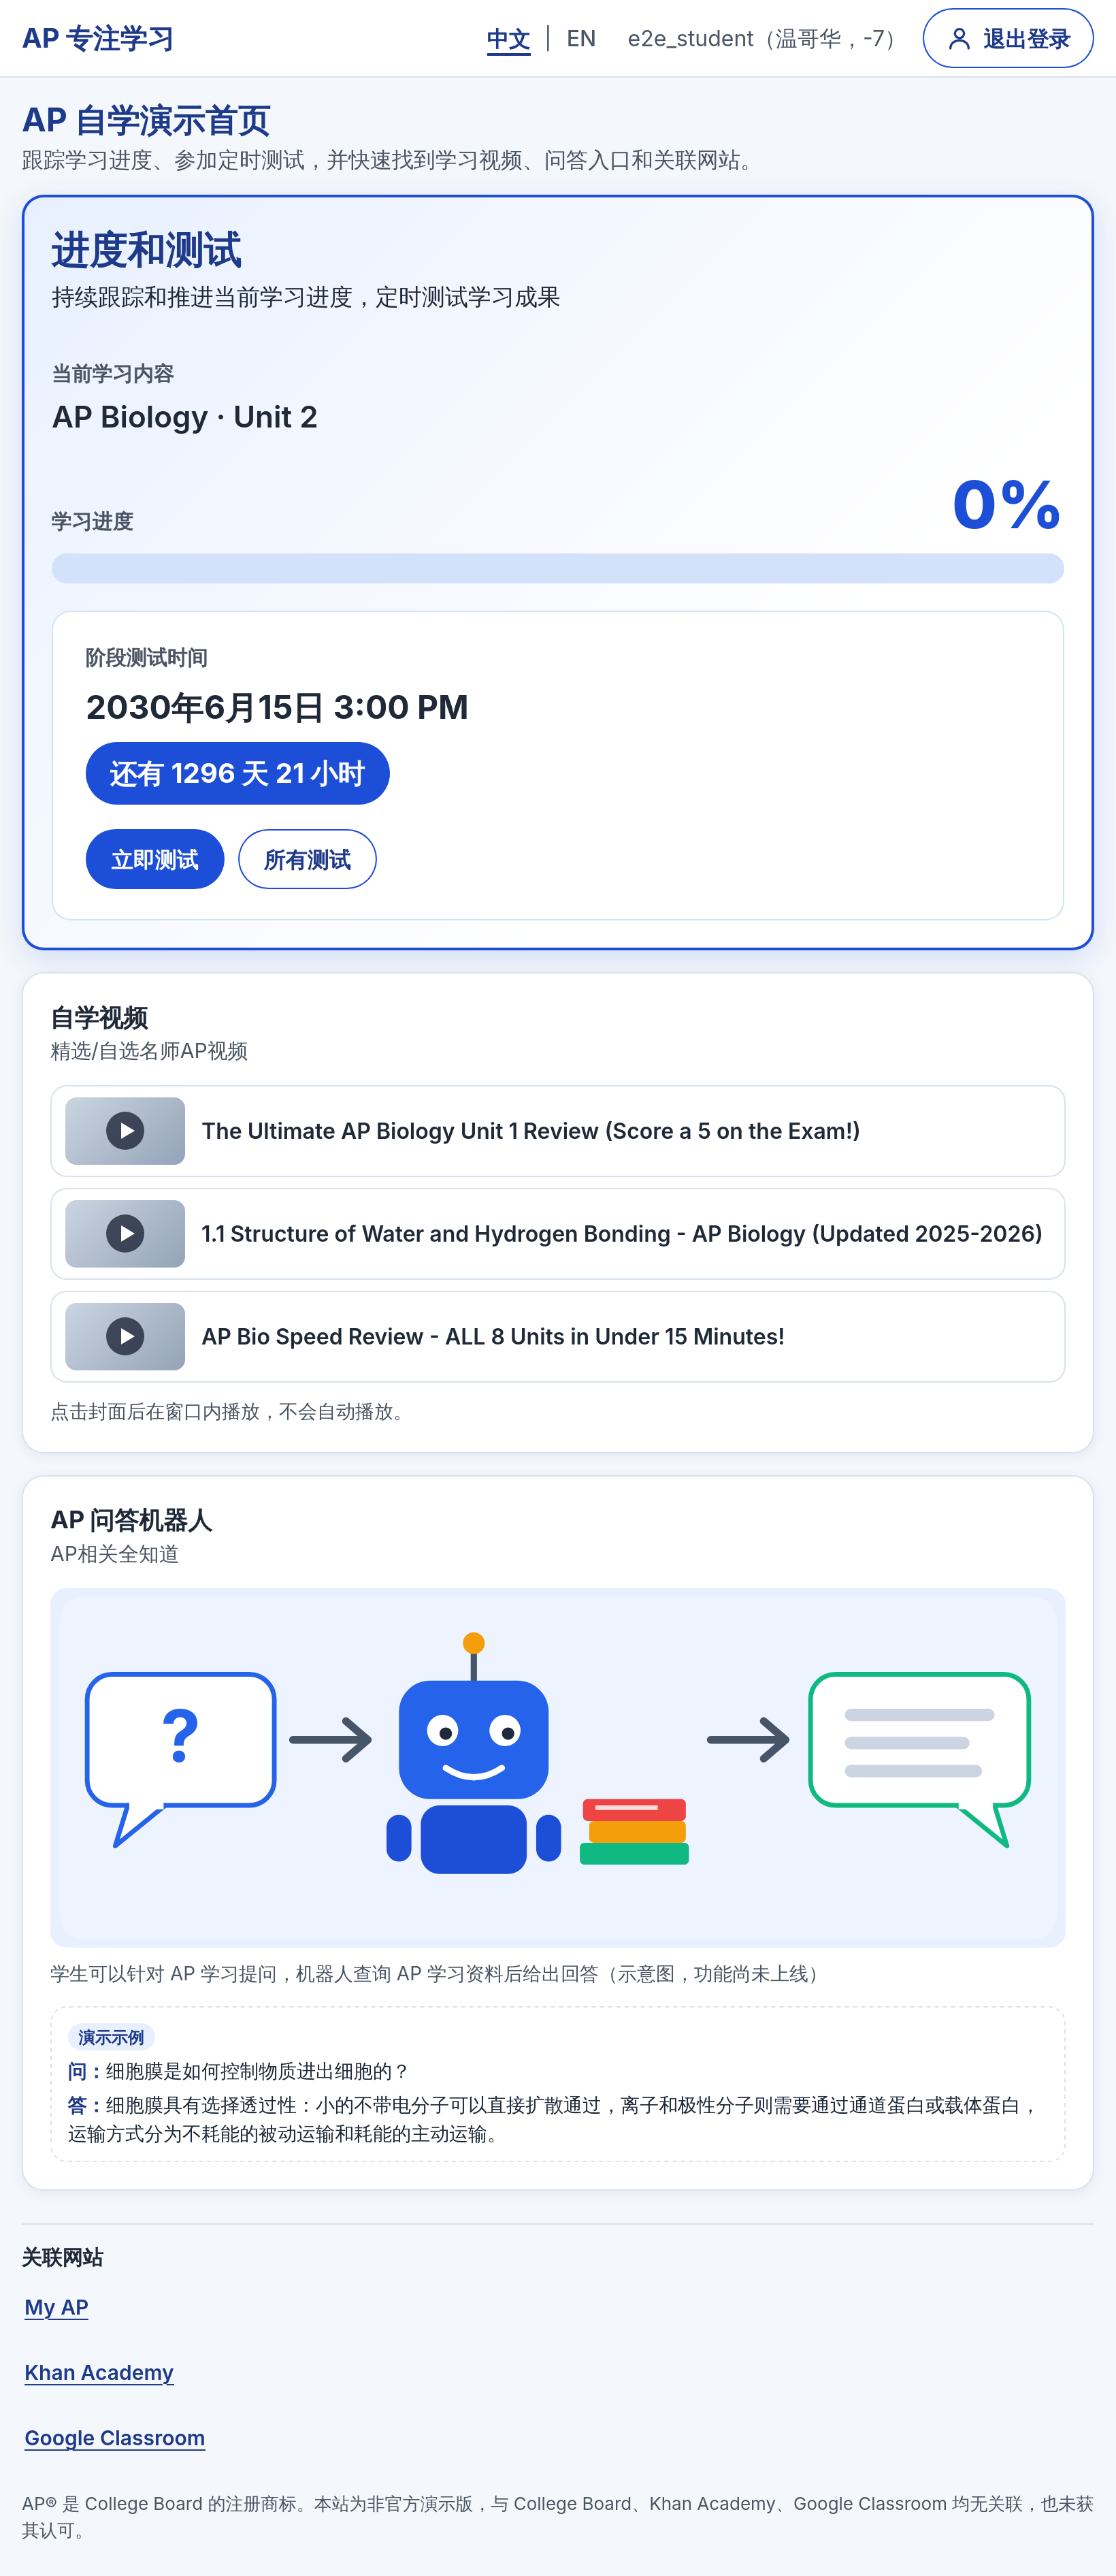 AP 专注学习
中文 | EN e2e_student（温哥华，-7） 退出登录
AP 自学演示首页
跟踪学习进度、参加定时测试，并快速找到学习视频、问答入口和关联网站。
进度和测试
持续跟踪和推进当前学习进度，定时测试学习成果
当前学习内容
AP Biology · Unit 2
学习进度 0%
阶段测试时间
2030年6月15日 3:00 PM
还有 1296 天 21 小时
立即测试 所有测试
自学视频
精选/自选名师AP视频
The Ultimate AP Biology Unit 1 Review (Score a 5 on the Exam!)
1.1 Structure of Water and Hydrogen Bonding - AP Biology (Updated 2025-2026)
AP Bio Speed Review - ALL 8 Units in Under 15 Minutes!
点击封面后在窗口内播放，不会自动播放。
AP 问答机器人
AP相关全知道
?
学生可以针对 AP 学习提问，机器人查询 AP 学习资料后给出回答（示意图，功能尚未上线）
演示示例
问：细胞膜是如何控制物质进出细胞的？
答：细胞膜具有选择透过性：小的不带电分子可以直接扩散通过，离子和极性分子则需要通过通道蛋白或载体蛋白，
运输方式分为不耗能的被动运输和耗能的主动运输。
关联网站
My AP
Khan Academy
Google Classroom
AP® 是 College Board 的注册商标。本站为非官方演示版，与 College Board、Khan Academy、Google Classroom 均无关联，也未获
其认可。